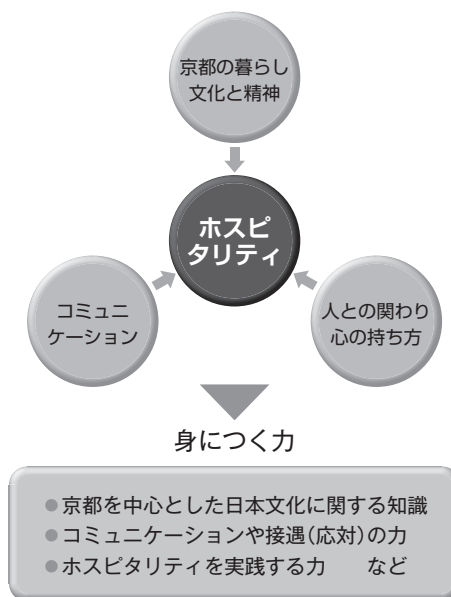 京都の暮らし
文化と精神
ホスピ
タリティ
コミュニ
ケーション
人との関わり
心の持ち方
身につく力
●京都を中心とした日本文化に関する知識
●コミュニケーションや接遇(応対)の力
●ホスピタリティを実践する力　など